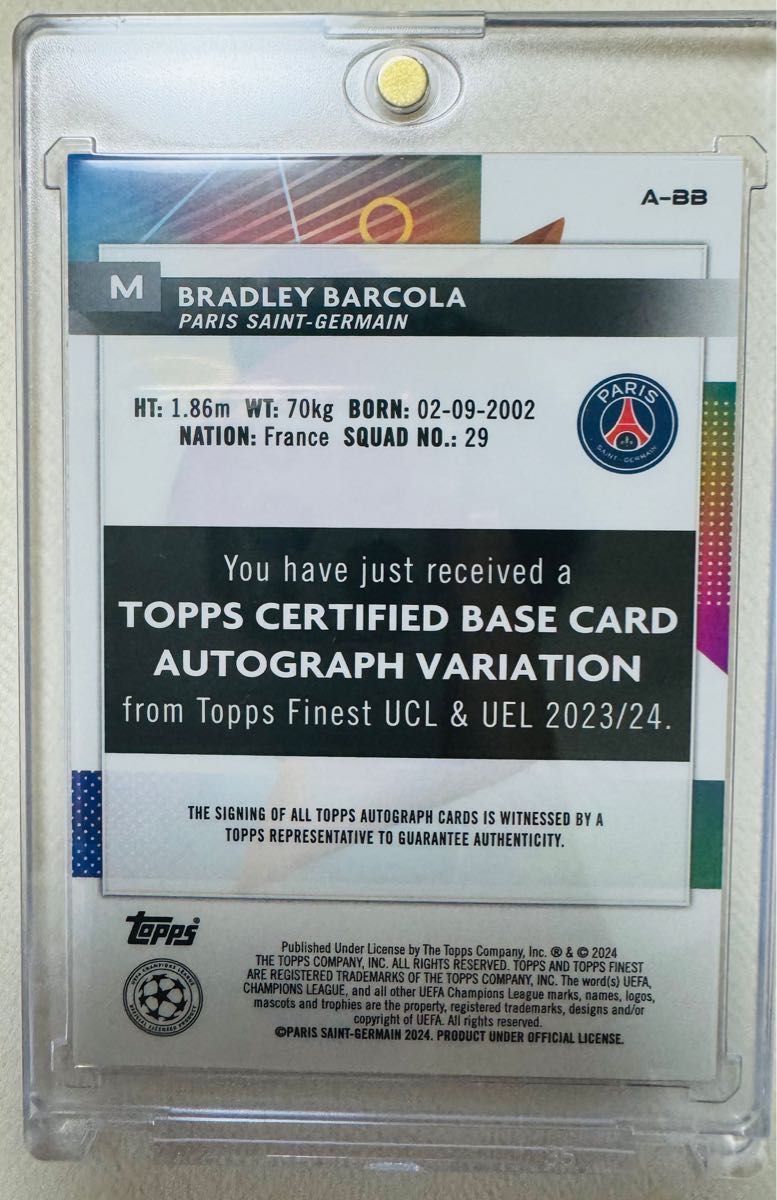 A-BB
M
BRADLEY BARCOLA
PARIS SAINT-GERMAIN
HT: 1.86m WT: 70kg BORN: 02-09-2002
NATION: France SQUAD NO.: 29
PARIS
SAINT-GERMAIN
You have just received a
TOPPS CERTIFIED BASE CARD
AUTOGRAPH VARIATION
from Topps Finest UCL & UEL 2023/24.
THE SIGNING OF ALL TOPPS AUTOGRAPH CARDS IS WITNESSED BY A
TOPPS REPRESENTATIVE TO GUARANTEE AUTHENTICITY.
topps®
UEFA CHAMPIONS LEAGUE
OFFICIAL LICENSED PRODUCT
Published Under License by The Topps Company, Inc. ® & © 2024
THE TOPPS COMPANY, INC. ALL RIGHTS RESERVED. TOPPS AND TOPPS FINEST
ARE REGISTERED TRADEMARKS OF THE TOPPS COMPANY, INC. The word(s) UEFA,
CHAMPIONS LEAGUE, and all other UEFA Champions League marks, names, logos,
mascots and trophies are the property, registered trademarks, designs and/or
copyright of UEFA. All rights reserved.
©PARIS SAINT-GERMAIN 2024. PRODUCT UNDER OFFICIAL LICENSE.